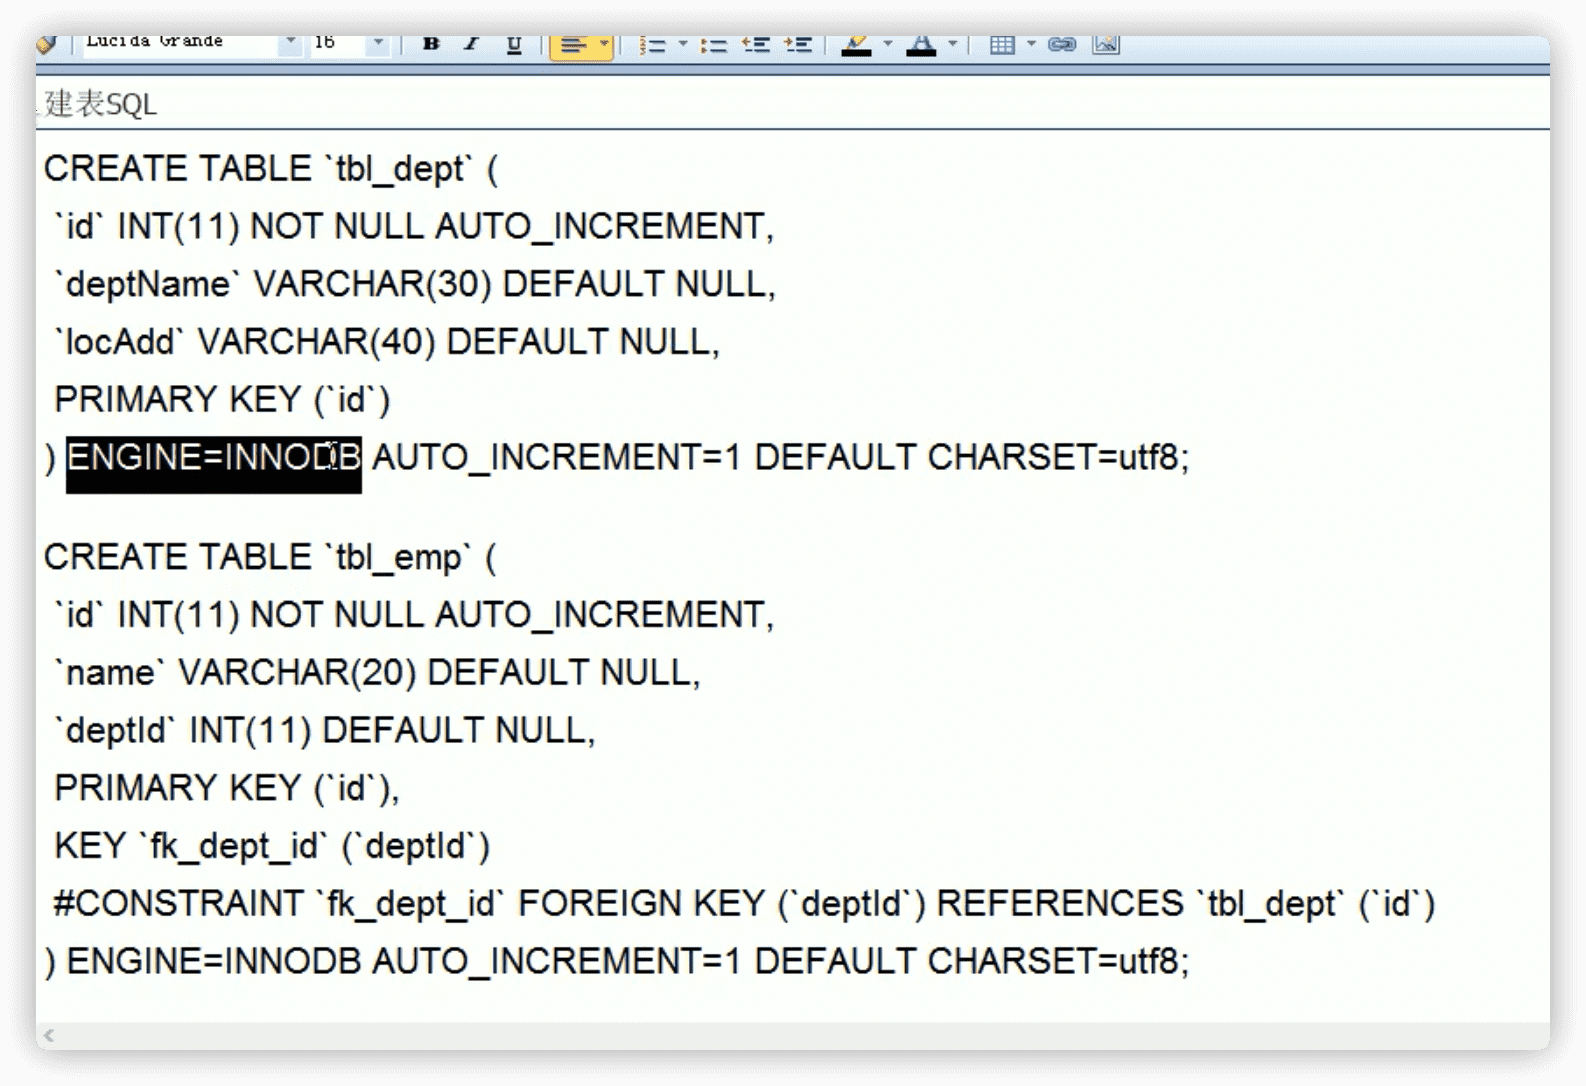 Lucida Grande 16 B I U A
建表SQL
CREATE TABLE `tbl_dept` (
`id` INT(11) NOT NULL AUTO_INCREMENT,
`deptName` VARCHAR(30) DEFAULT NULL,
`locAdd` VARCHAR(40) DEFAULT NULL,
PRIMARY KEY (`id`)
) ENGINE=INNODB AUTO_INCREMENT=1 DEFAULT CHARSET=utf8;
CREATE TABLE `tbl_emp` (
`id` INT(11) NOT NULL AUTO_INCREMENT,
`name` VARCHAR(20) DEFAULT NULL,
`deptId` INT(11) DEFAULT NULL,
PRIMARY KEY (`id`),
KEY `fk_dept_id` (`deptId`)
#CONSTRAINT `fk_dept_id` FOREIGN KEY (`deptId`) REFERENCES `tbl_dept` (`id`)
) ENGINE=INNODB AUTO_INCREMENT=1 DEFAULT CHARSET=utf8;